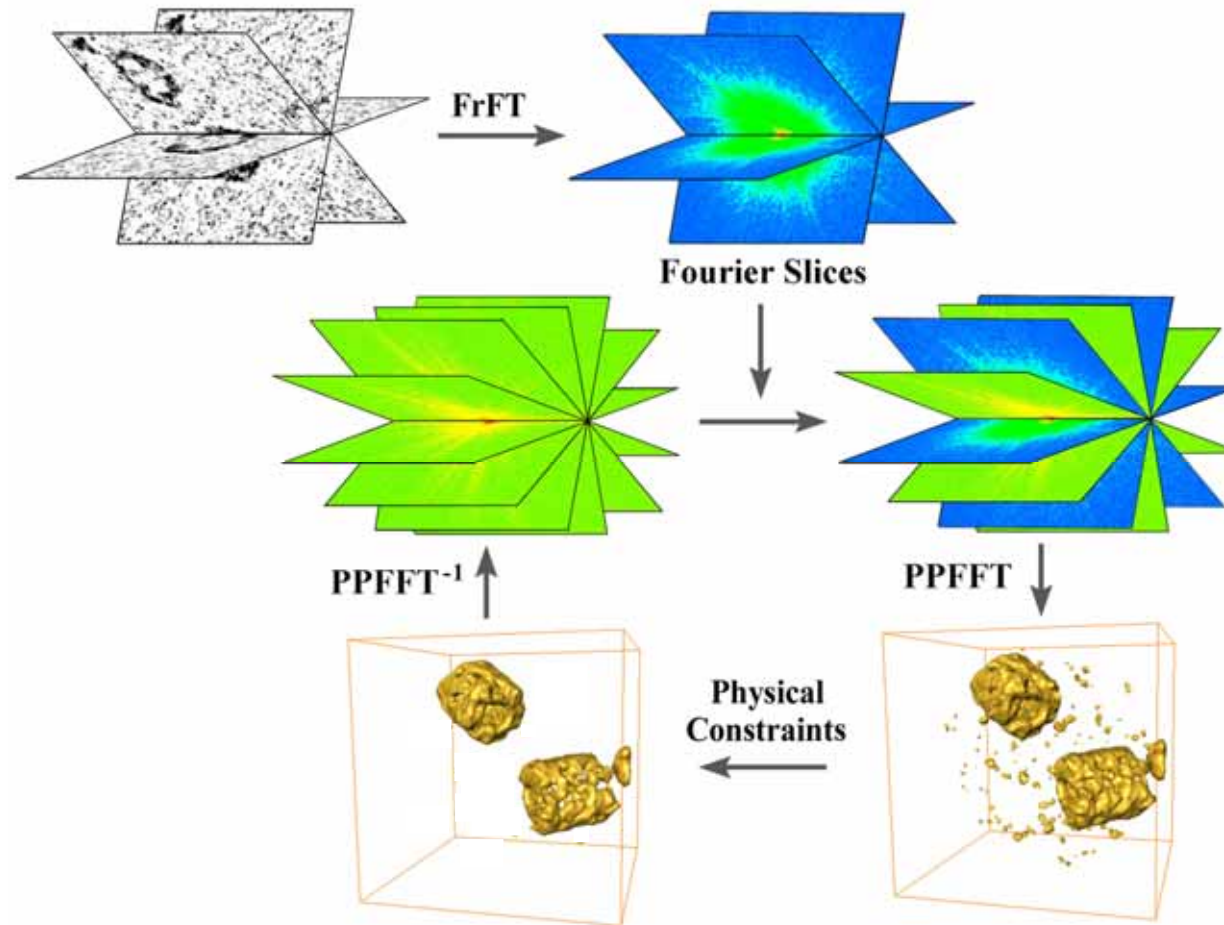 FrFT
Fourier Slices
PPFFT⁻¹
PPFFT
Physical
Constraints